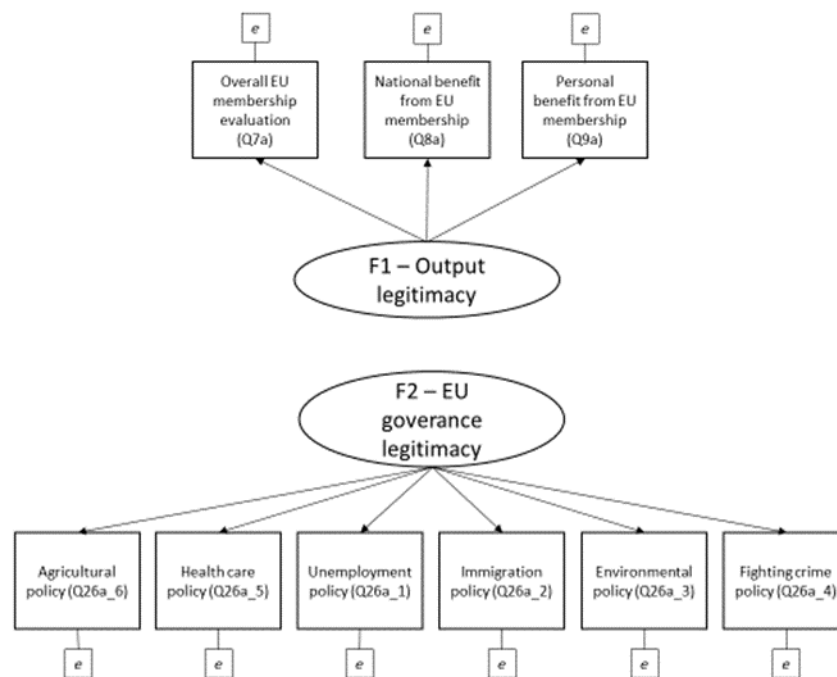 e
e
e
Overall EU
membership
evaluation
(Q7a)
National benefit
from EU
membership
(Q8a)
Personal
benefit from EU
membership
(Q9a)
F1 – Output
legitimacy
F2 – EU
goverance
legitimacy
Agricultural
policy (Q26a_6)
Health care
policy (Q26a_5)
Unemployment
policy (Q26a_1)
Immigration
policy (Q26a_2)
Environmental
policy (Q26a_3)
Fighting crime
policy (Q26a_4)
e
e
e
e
e
e